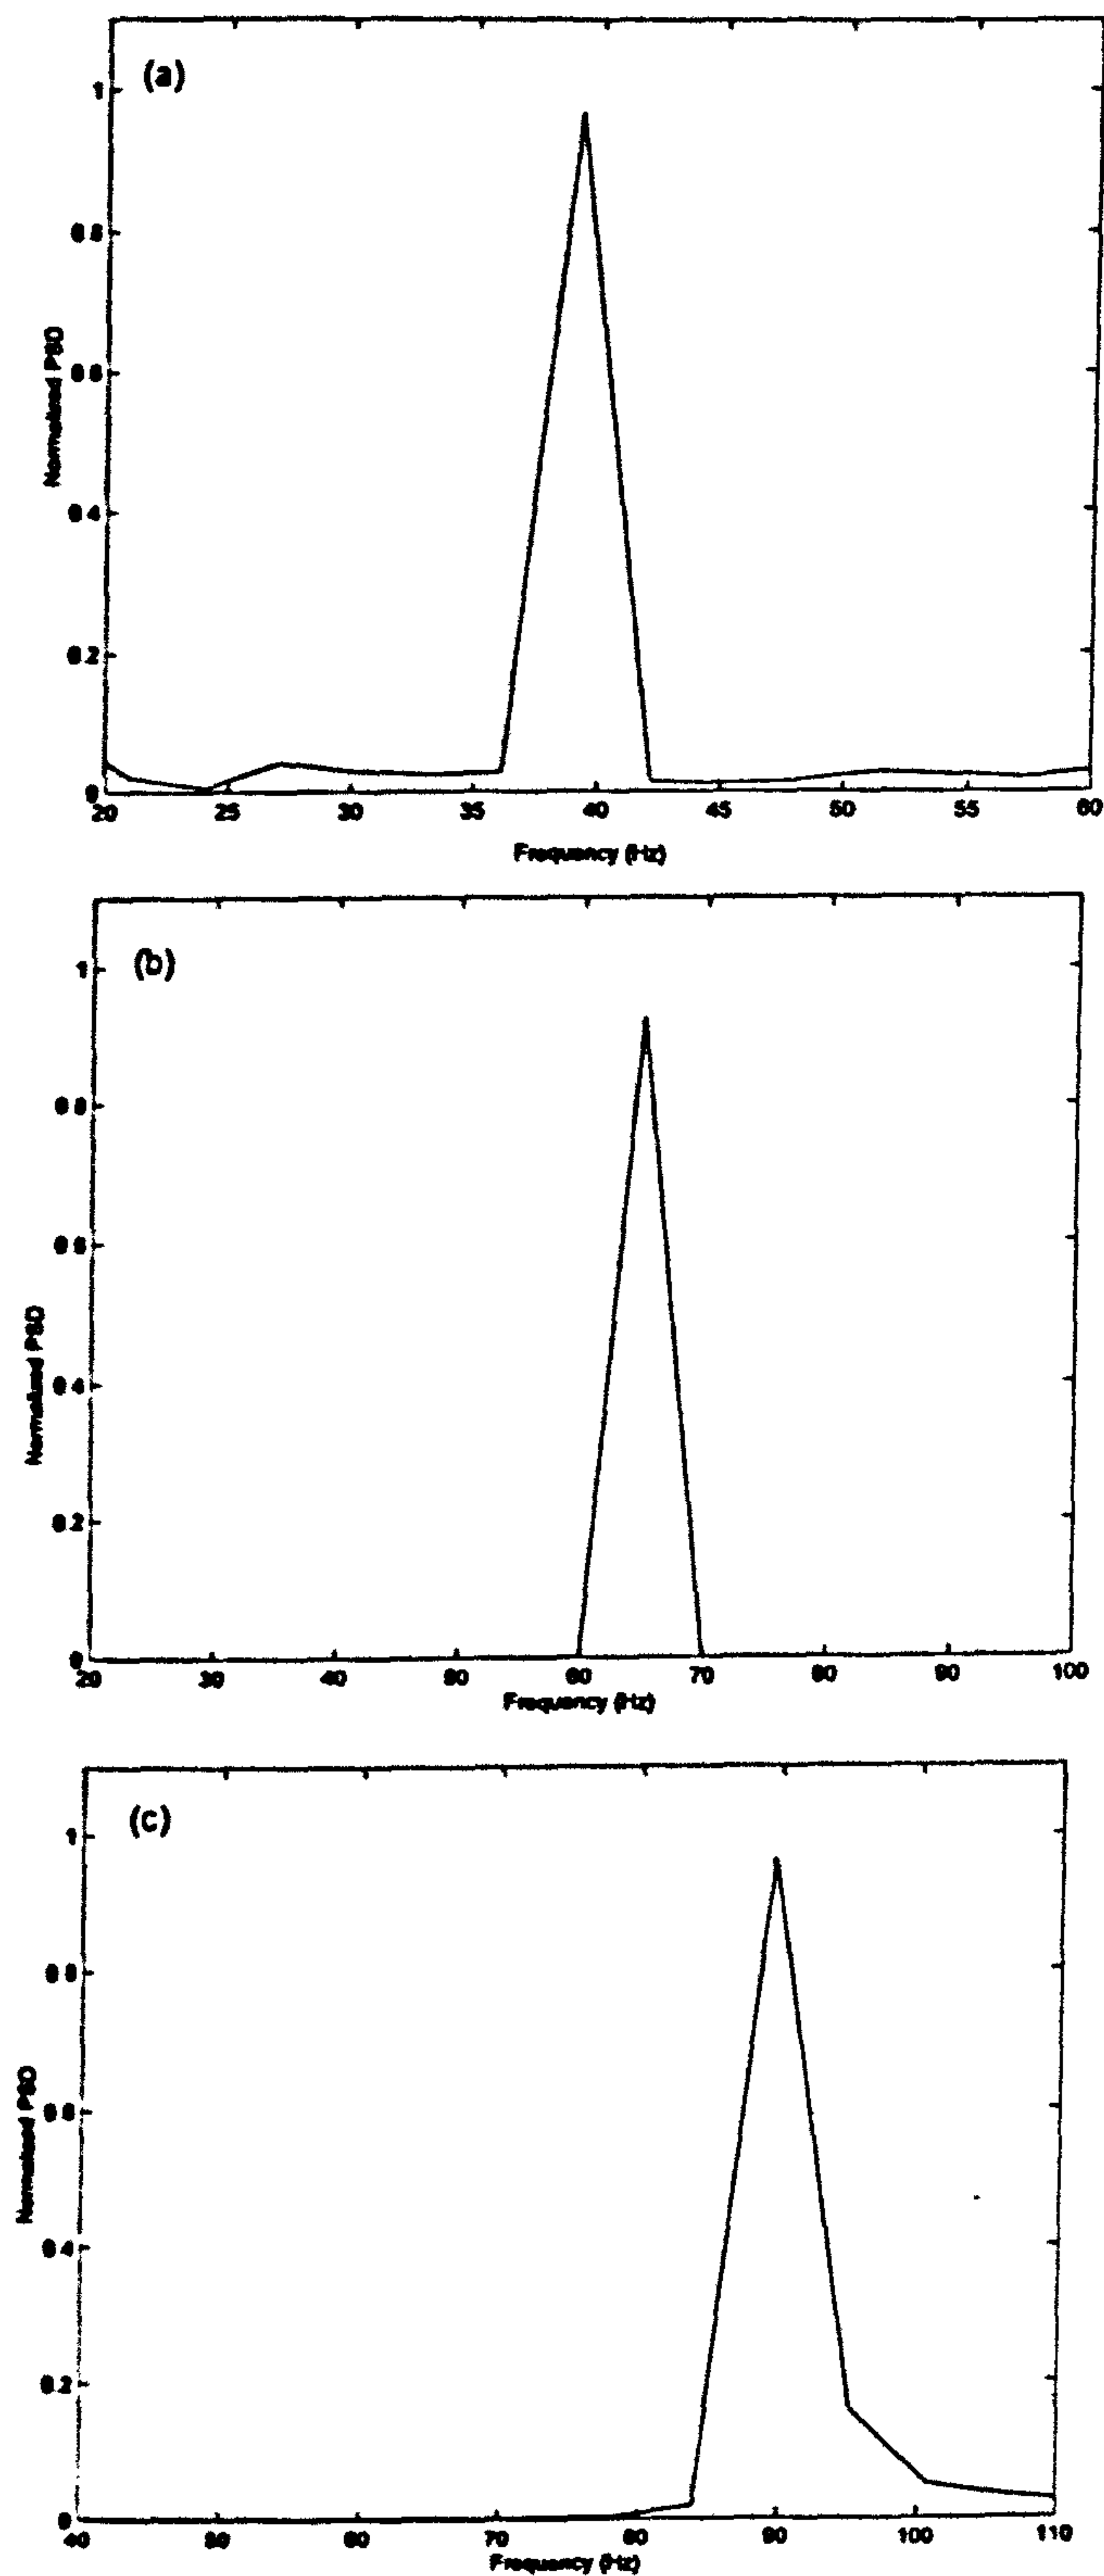 (a)
1
0.8
0.6
0.4
0.2
0
Normalized PSD
20 25 30 35 40 45 50 55 60
Frequency (Hz)
(b)
1
0.8
0.6
0.4
0.2
0
Normalized PSD
20 30 40 50 60 70 80 90 100
Frequency (Hz)
(c)
1
0.8
0.6
0.4
0.2
0
Normalized PSD
40 50 60 70 80 90 100 110
Frequency (Hz)